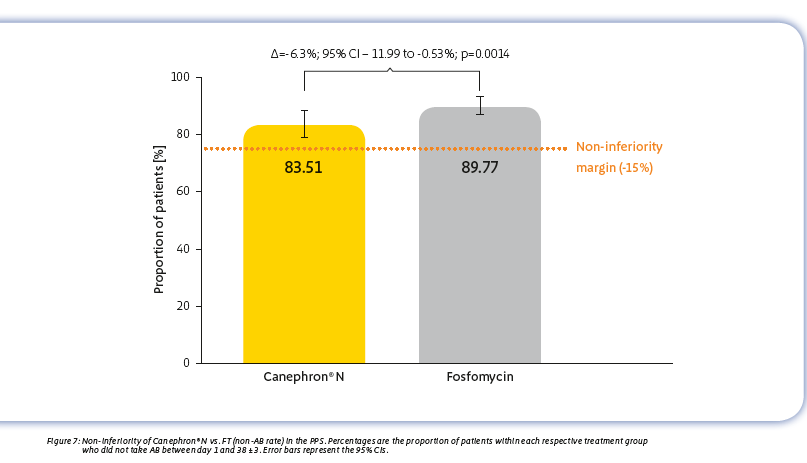 Δ=-6.3%; 95% CI – 11.99 to -0.53%; p=0.0014
100
80
60
40
20
0
Proportion of patients [%]
83.51
89.77
Non-inferiority
margin (-15%)
Canephron® N
Fosfomycin
Figure 7: Non-inferiority of Canephron® N vs. FT (non-AB rate) in the PPS. Percentages are the proportion of patients within each respective treatment group
who did not take AB between day 1 and 38 ±3. Error bars represent the 95% CIs.